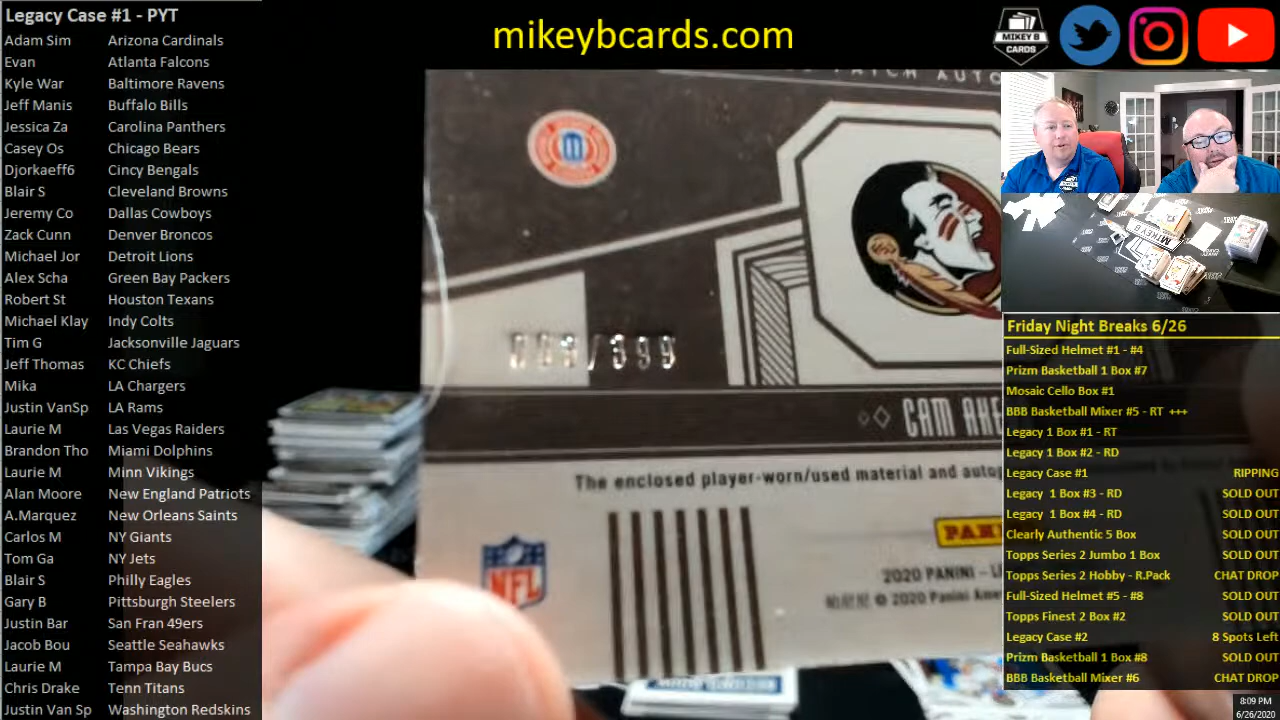 Legacy Case #1 - PYT
Adam Sim Arizona Cardinals
Evan Atlanta Falcons
Kyle War Baltimore Ravens
Jeff Manis Buffalo Bills
Jessica Za Carolina Panthers
Casey Os Chicago Bears
Djorkaeff6 Cincy Bengals
Blair S Cleveland Browns
Jeremy Co Dallas Cowboys
Zack Cunn Denver Broncos
Michael Jor Detroit Lions
Alex Scha Green Bay Packers
Robert St Houston Texans
Michael Klay Indy Colts
Tim G Jacksonville Jaguars
Jeff Thomas KC Chiefs
Mika LA Chargers
Justin VanSp LA Rams
Laurie M Las Vegas Raiders
Brandon Tho Miami Dolphins
Laurie M Minn Vikings
Alan Moore New England Patriots
A.Marquez New Orleans Saints
Carlos M NY Giants
Tom Ga NY Jets
Blair S Philly Eagles
Gary B Pittsburgh Steelers
Justin Bar San Fran 49ers
Jacob Bou Seattle Seahawks
Laurie M Tampa Bay Bucs
Chris Drake Tenn Titans
Justin Van Sp Washington Redskins
mikeybcards.com
MIKEY B
CARDS
PATCH AUTO
/399
CAM AKE
The enclosed player-worn/used material and autog
PANI
NFL
2020 PANINI – LE
© 2020 Panini Amer
MIKEY B
Friday Night Breaks 6/26
Full-Sized Helmet #1 - #4
Prizm Basketball 1 Box #7
Mosaic Cello Box #1
BBB Basketball Mixer #5 - RT +++
Legacy 1 Box #1 - RT
Legacy 1 Box #2 - RD
Legacy Case #1 RIPPING
Legacy 1 Box #3 - RD SOLD OUT
Legacy 1 Box #4 - RD SOLD OUT
Clearly Authentic 5 Box SOLD OUT
Topps Series 2 Jumbo 1 Box SOLD OUT
Topps Series 2 Hobby - R.Pack CHAT DROP
Full-Sized Helmet #5 - #8 SOLD OUT
Topps Finest 2 Box #2 SOLD OUT
Legacy Case #2 8 Spots Left
Prizm Basketball 1 Box #8 SOLD OUT
BBB Basketball Mixer #6 CHAT DROP
8:09 PM
6/26/2020